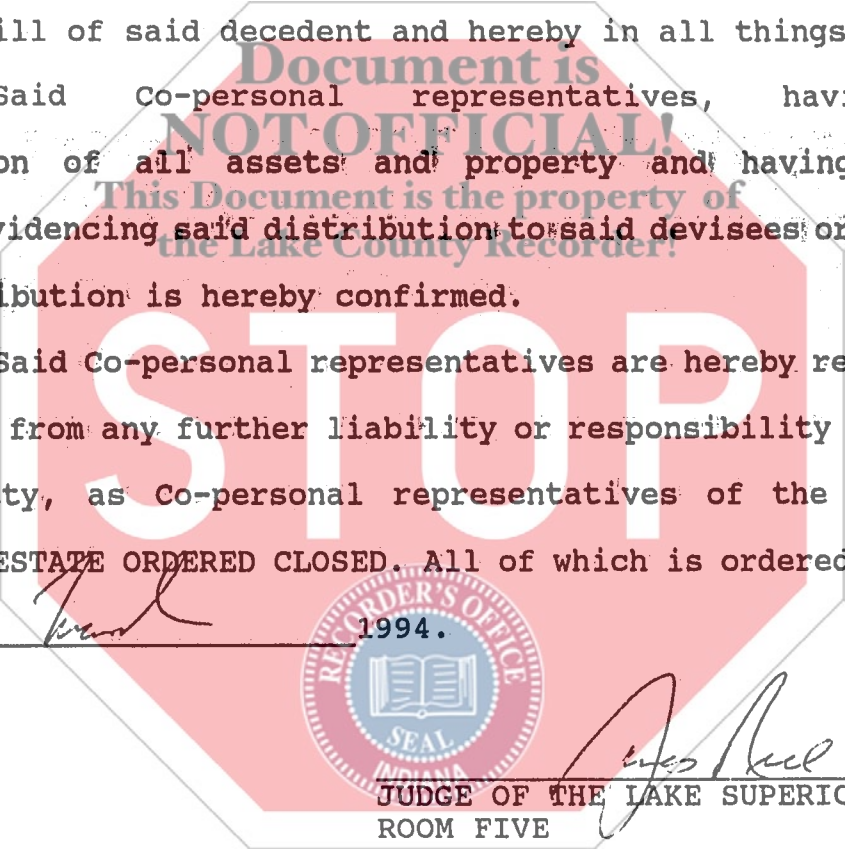 ill of said decedent and hereby in all things
Document is
Said Co-personal representatives, havi
NOT OFFICIAL!
on of all assets and property and having
This Document is the property of
videncing said distribution to said devisees or
the Lake County Recorder!
ibution is hereby confirmed.
STOP
Said Co-personal representatives are hereby re
from any further liability or responsibility
ty, as Co-personal representatives of the
ESTATE ORDERED CLOSED. All of which is ordered
1994.
RECORDER'S OFFICE
SEAL
INDIANA
JUDGE OF THE LAKE SUPERIO
ROOM FIVE